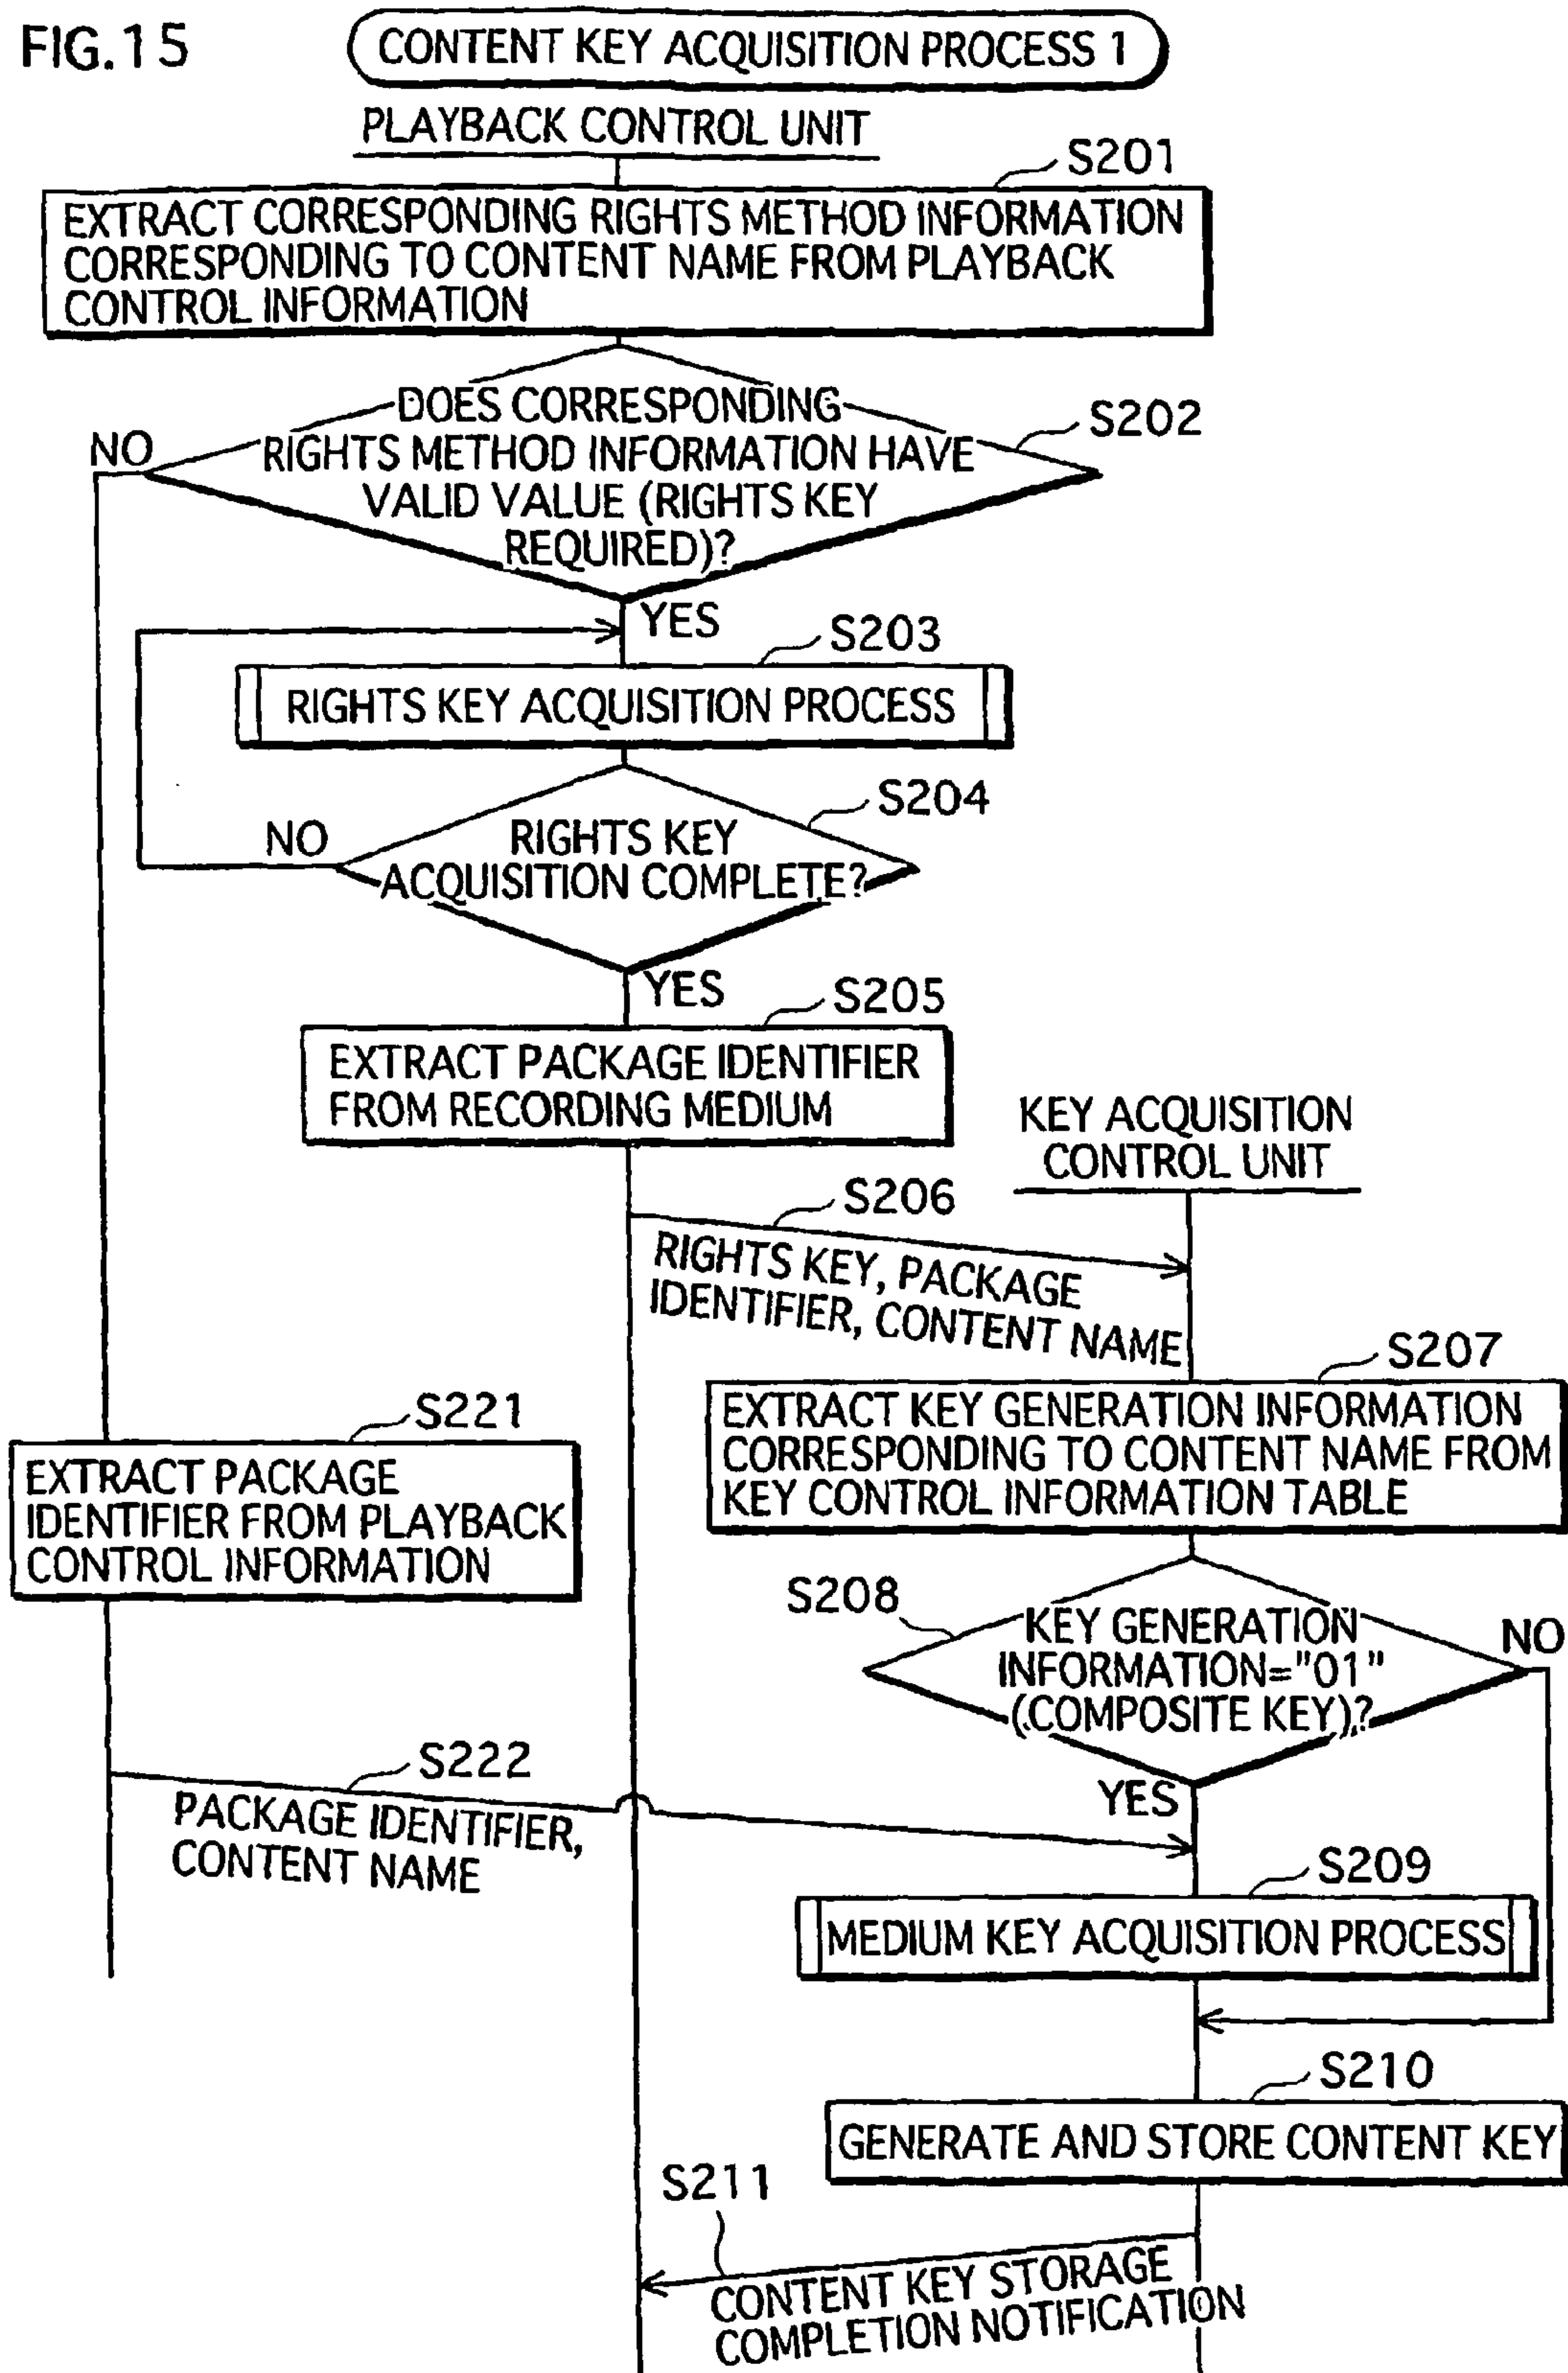 FIG.15
CONTENT KEY ACQUISITION PROCESS 1
PLAYBACK CONTROL UNIT
S201
EXTRACT CORRESPONDING RIGHTS METHOD INFORMATION
CORRESPONDING TO CONTENT NAME FROM PLAYBACK
CONTROL INFORMATION
DOES CORRESPONDING
RIGHTS METHOD INFORMATION HAVE
VALID VALUE (RIGHTS KEY
REQUIRED)?
S202
NO
YES
S203
RIGHTS KEY ACQUISITION PROCESS
S204
RIGHTS KEY
ACQUISITION COMPLETE?
NO
YES
S205
EXTRACT PACKAGE IDENTIFIER
FROM RECORDING MEDIUM
KEY ACQUISITION
CONTROL UNIT
S206
RIGHTS KEY, PACKAGE
IDENTIFIER, CONTENT NAME
S207
EXTRACT KEY GENERATION INFORMATION
CORRESPONDING TO CONTENT NAME FROM
KEY CONTROL INFORMATION TABLE
S221
EXTRACT PACKAGE
IDENTIFIER FROM PLAYBACK
CONTROL INFORMATION
S208
KEY GENERATION
INFORMATION="01"
(COMPOSITE KEY)?
NO
YES
S222
PACKAGE IDENTIFIER,
CONTENT NAME
S209
MEDIUM KEY ACQUISITION PROCESS
S210
GENERATE AND STORE CONTENT KEY
S211
CONTENT KEY STORAGE
COMPLETION NOTIFICATION